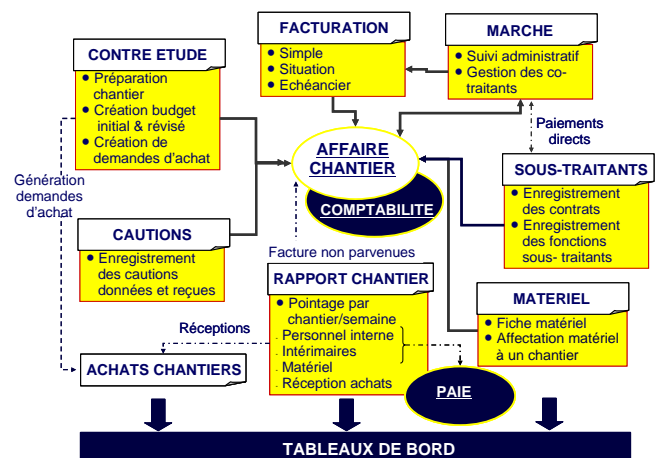 FACTURATION
• Simple
• Situation
• Echéancier
MARCHE
• Suivi administratif
• Gestion des co-
traitants
CONTRE ETUDE
• Préparation
chantier
• Création budget
initial & révisé
• Création de
demandes d'achat
Paiements
directs
AFFAIRE
CHANTIER
COMPTABILITE
SOUS-TRAITANTS
• Enregistrement
des contrats
• Enregistrement
des fonctions
sous- traitants
Génération
demandes
d'achat
CAUTIONS
• Enregistrement
des cautions
données et reçues
Facture non parvenues
RAPPORT CHANTIER
• Pointage par
chantier/semaine
- Personnel interne
- Intérimaires
- Matériel
- Réception achats
MATERIEL
• Fiche matériel
• Affectation matériel
à un chantier
Réceptions
ACHATS CHANTIERS
PAIE
TABLEAUX DE BORD